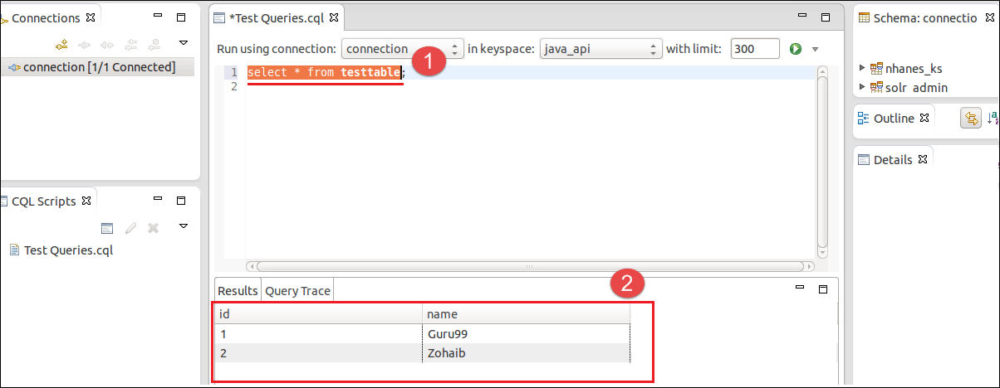 Connections
connection [1/1 Connected]
CQL Scripts
Test Queries.cql
*Test Queries.cql
Run using connection: connection in keyspace: java_api with limit: 300
1
1 select * from testtable;
2
2
Results Query Trace
id name
1 Guru99
2 Zohaib
Schema: connectio
nhanes_ks
solr_admin
Outline
Details